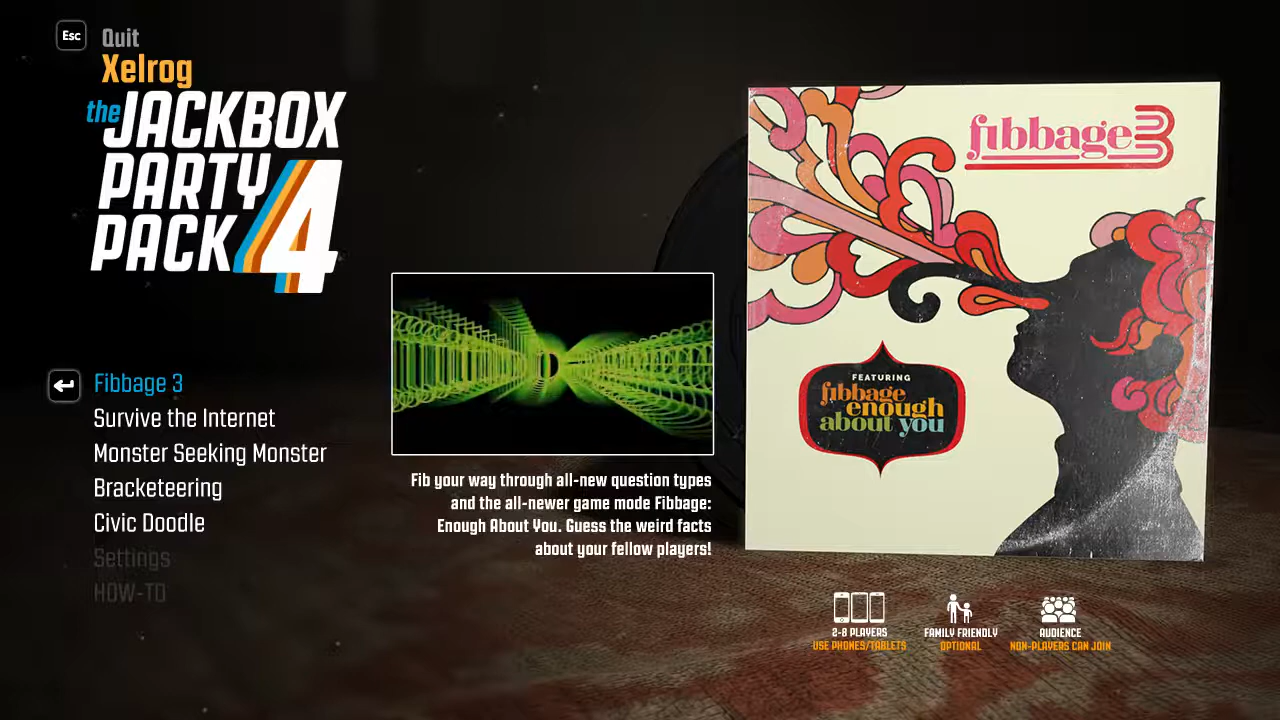 Esc
Quit
Xelrog
the JACKBOX
PARTY
PACK 4
Fibbage 3
Survive the Internet
Monster Seeking Monster
Bracketeering
Civic Doodle
Settings
HOW-TO
Fib your way through all-new question types
and the all-newer game mode Fibbage:
Enough About You. Guess the weird facts
about your fellow players!
fibbage 3
FEATURING
fibbage
enough
about you
2-8 PLAYERS
USE PHONES/TABLETS
FAMILY FRIENDLY
OPTIONAL
AUDIENCE
NON-PLAYERS CAN JOIN